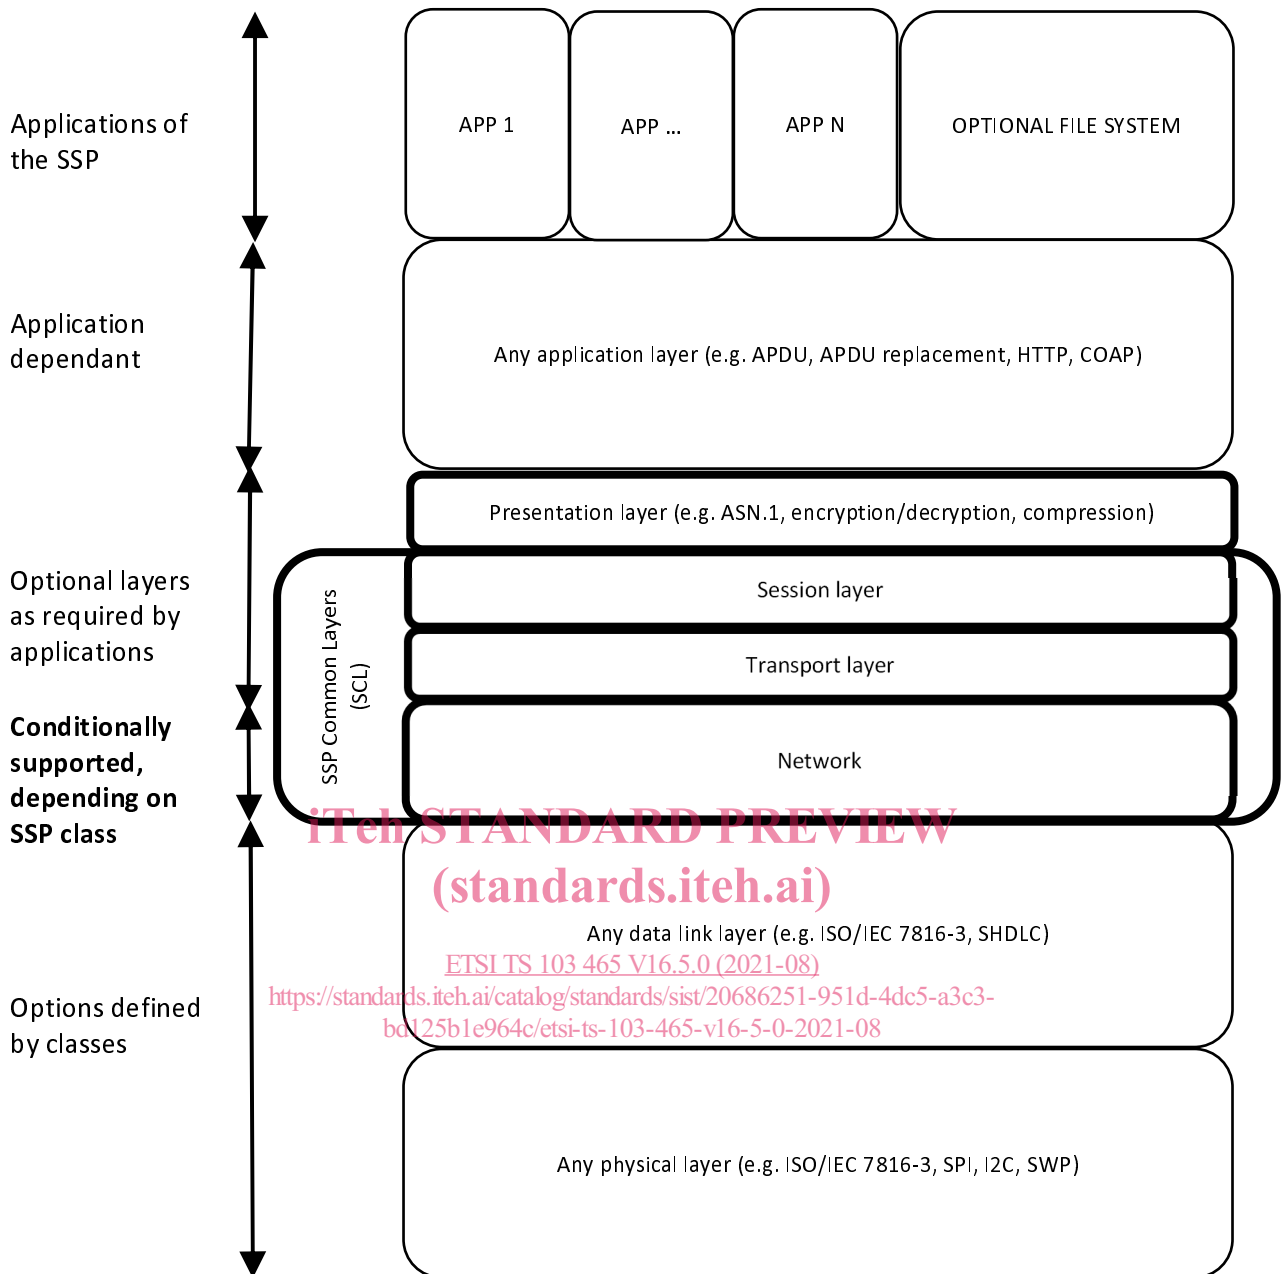 Applications of
the SSP
APP 1
APP ...
APP N
OPTIONAL FILE SYSTEM
Application
dependant
Any application layer (e.g. APDU, APDU replacement, HTTP, COAP)
Presentation layer (e.g. ASN.1, encryption/decryption, compression)
Optional layers
as required by
applications
SSP Common Layers
(SCL)
Session layer
Transport layer
Conditionally
supported,
depending on
SSP class
Network
iTeh STANDARD PREVIEW
(standards.iteh.ai)
Any data link layer (e.g. ISO/IEC 7816-3, SHDLC)
ETSI TS 103 465 V16.5.0 (2021-08)
https://standards.iteh.ai/catalog/standards/sist/20686251-951d-4dc5-a3c3-
bd125b1e964c/etsi-ts-103-465-v16-5-0-2021-08
Options defined
by classes
Any physical layer (e.g. ISO/IEC 7816-3, SPI, I2C, SWP)